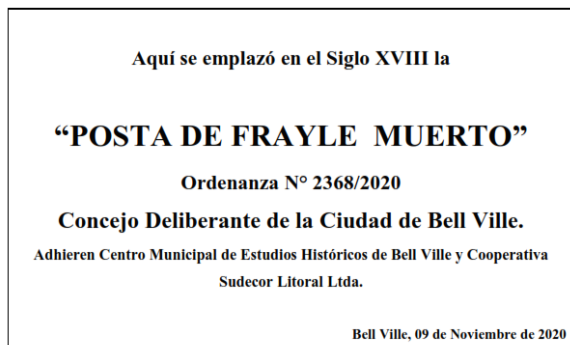 Aquí se emplazó en el Siglo XVIII la
“POSTA DE FRAYLE MUERTO”
Ordenanza N° 2368/2020
Concejo Deliberante de la Ciudad de Bell Ville.
Adhieren Centro Municipal de Estudios Históricos de Bell Ville y Cooperativa
Sudecor Litoral Ltda.
Bell Ville, 09 de Noviembre de 2020